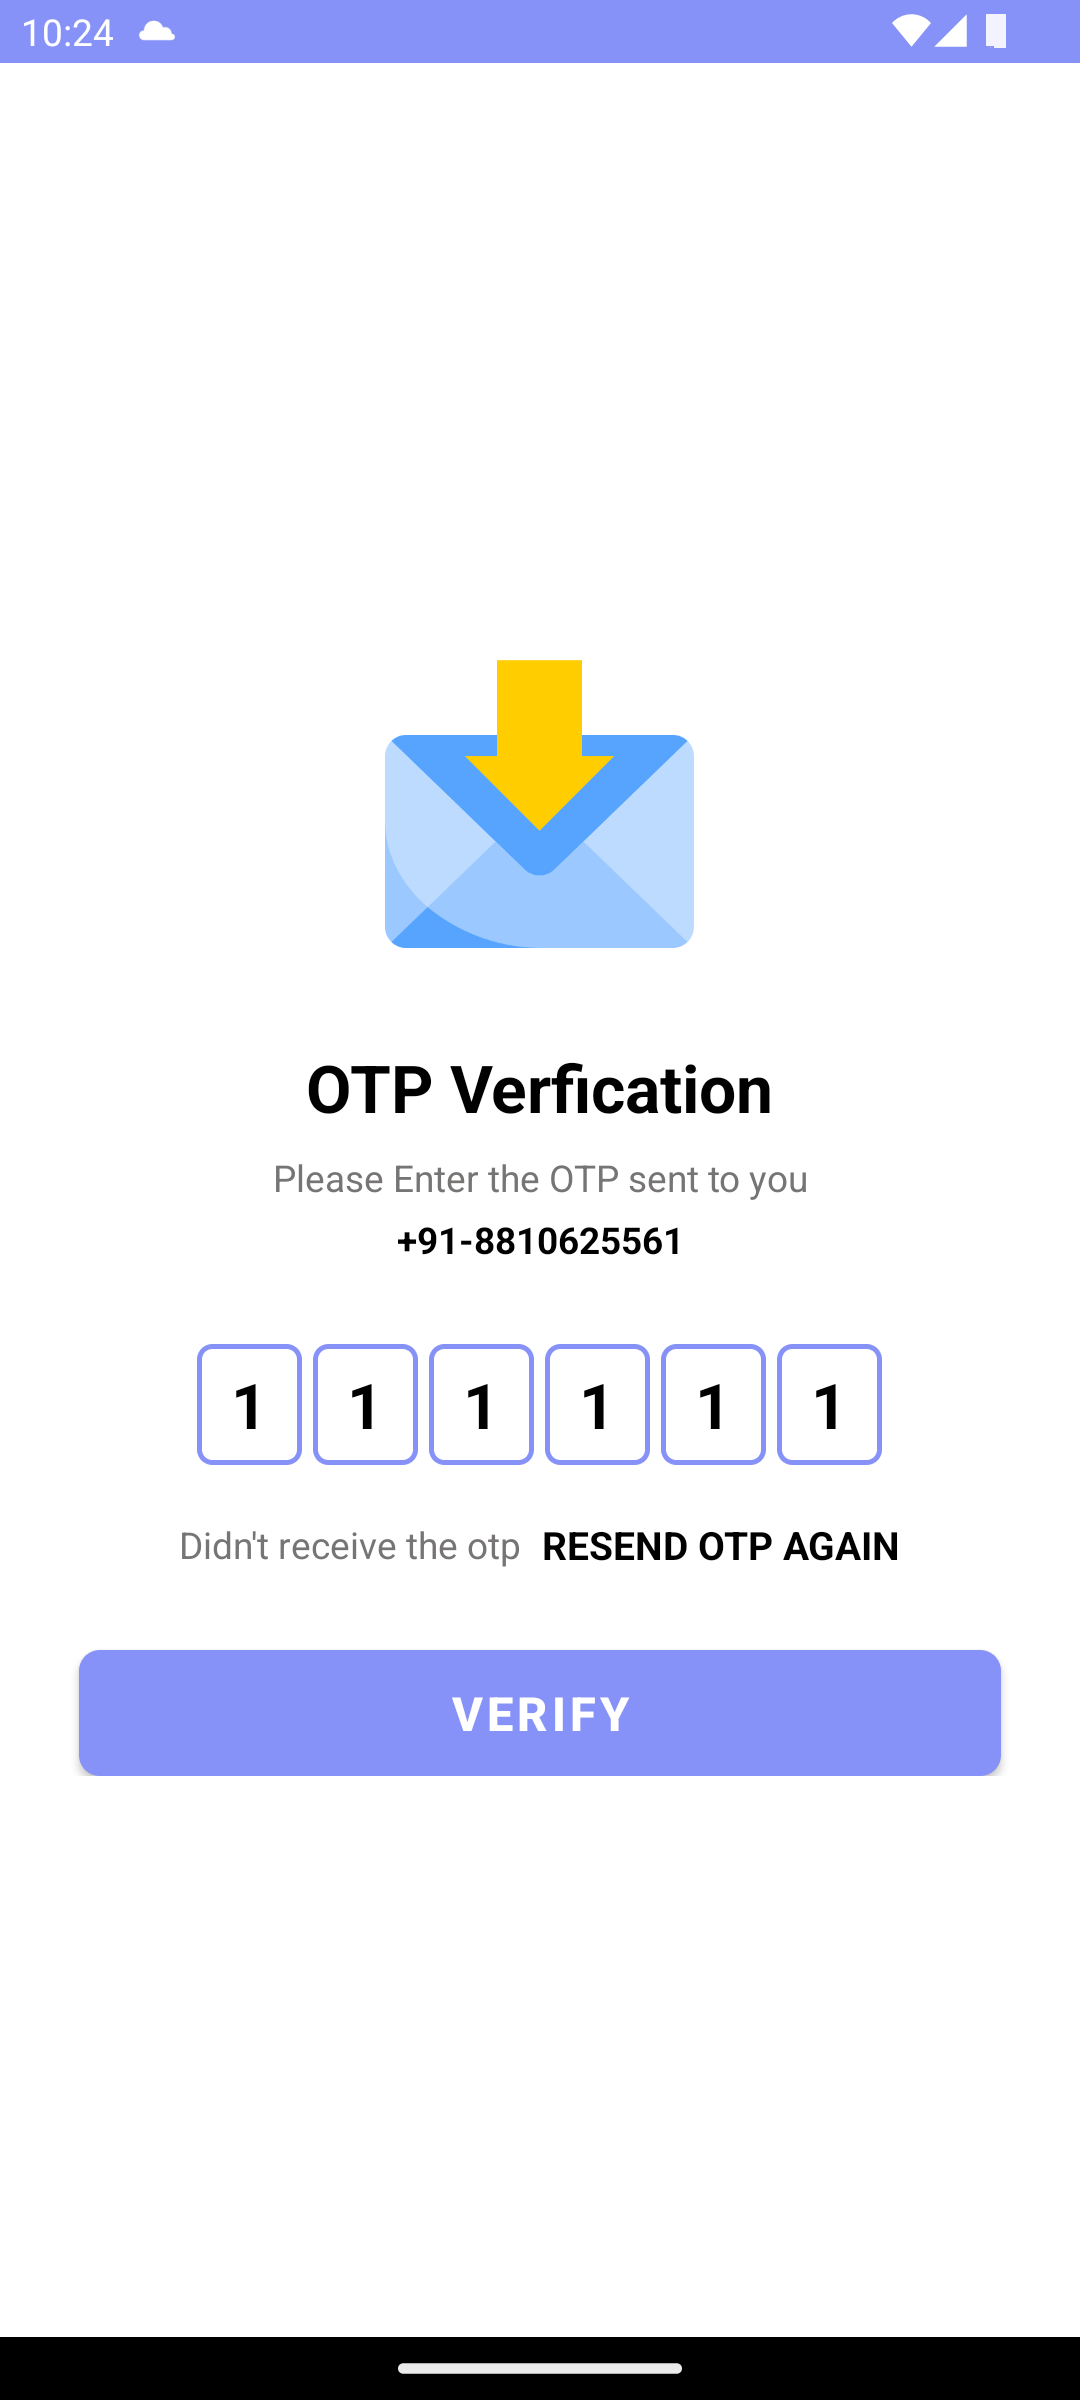 10:24
OTP Verfication
Please Enter the OTP sent to you
+91-8810625561
1 1 1 1 1 1
Didn't receive the otp RESEND OTP AGAIN
VERIFY